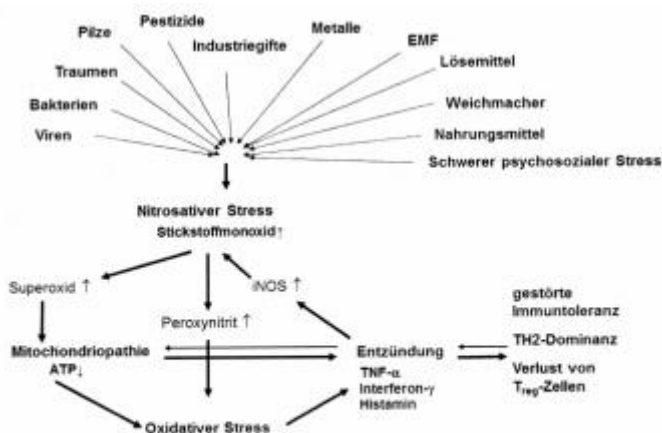 Pestizide
Pilze
Metalle
Industriegifte
EMF
Traumen
Lösemittel
Bakterien
Weichmacher
Viren
Nahrungsmittel
Schwerer psychosozialer Stress
Nitrosativer Stress
Stickstoffmonoxid↑
Superoxid ↑
iNOS ↑
Peroxynitrit ↑
gestörte
Immuntoleranz
Mitochondriopathie
ATP↓
Entzündung
TNF-α
Interferon-γ
Histamin
TH2-Dominanz
Verlust von
Treg-Zellen
Oxidativer Stress